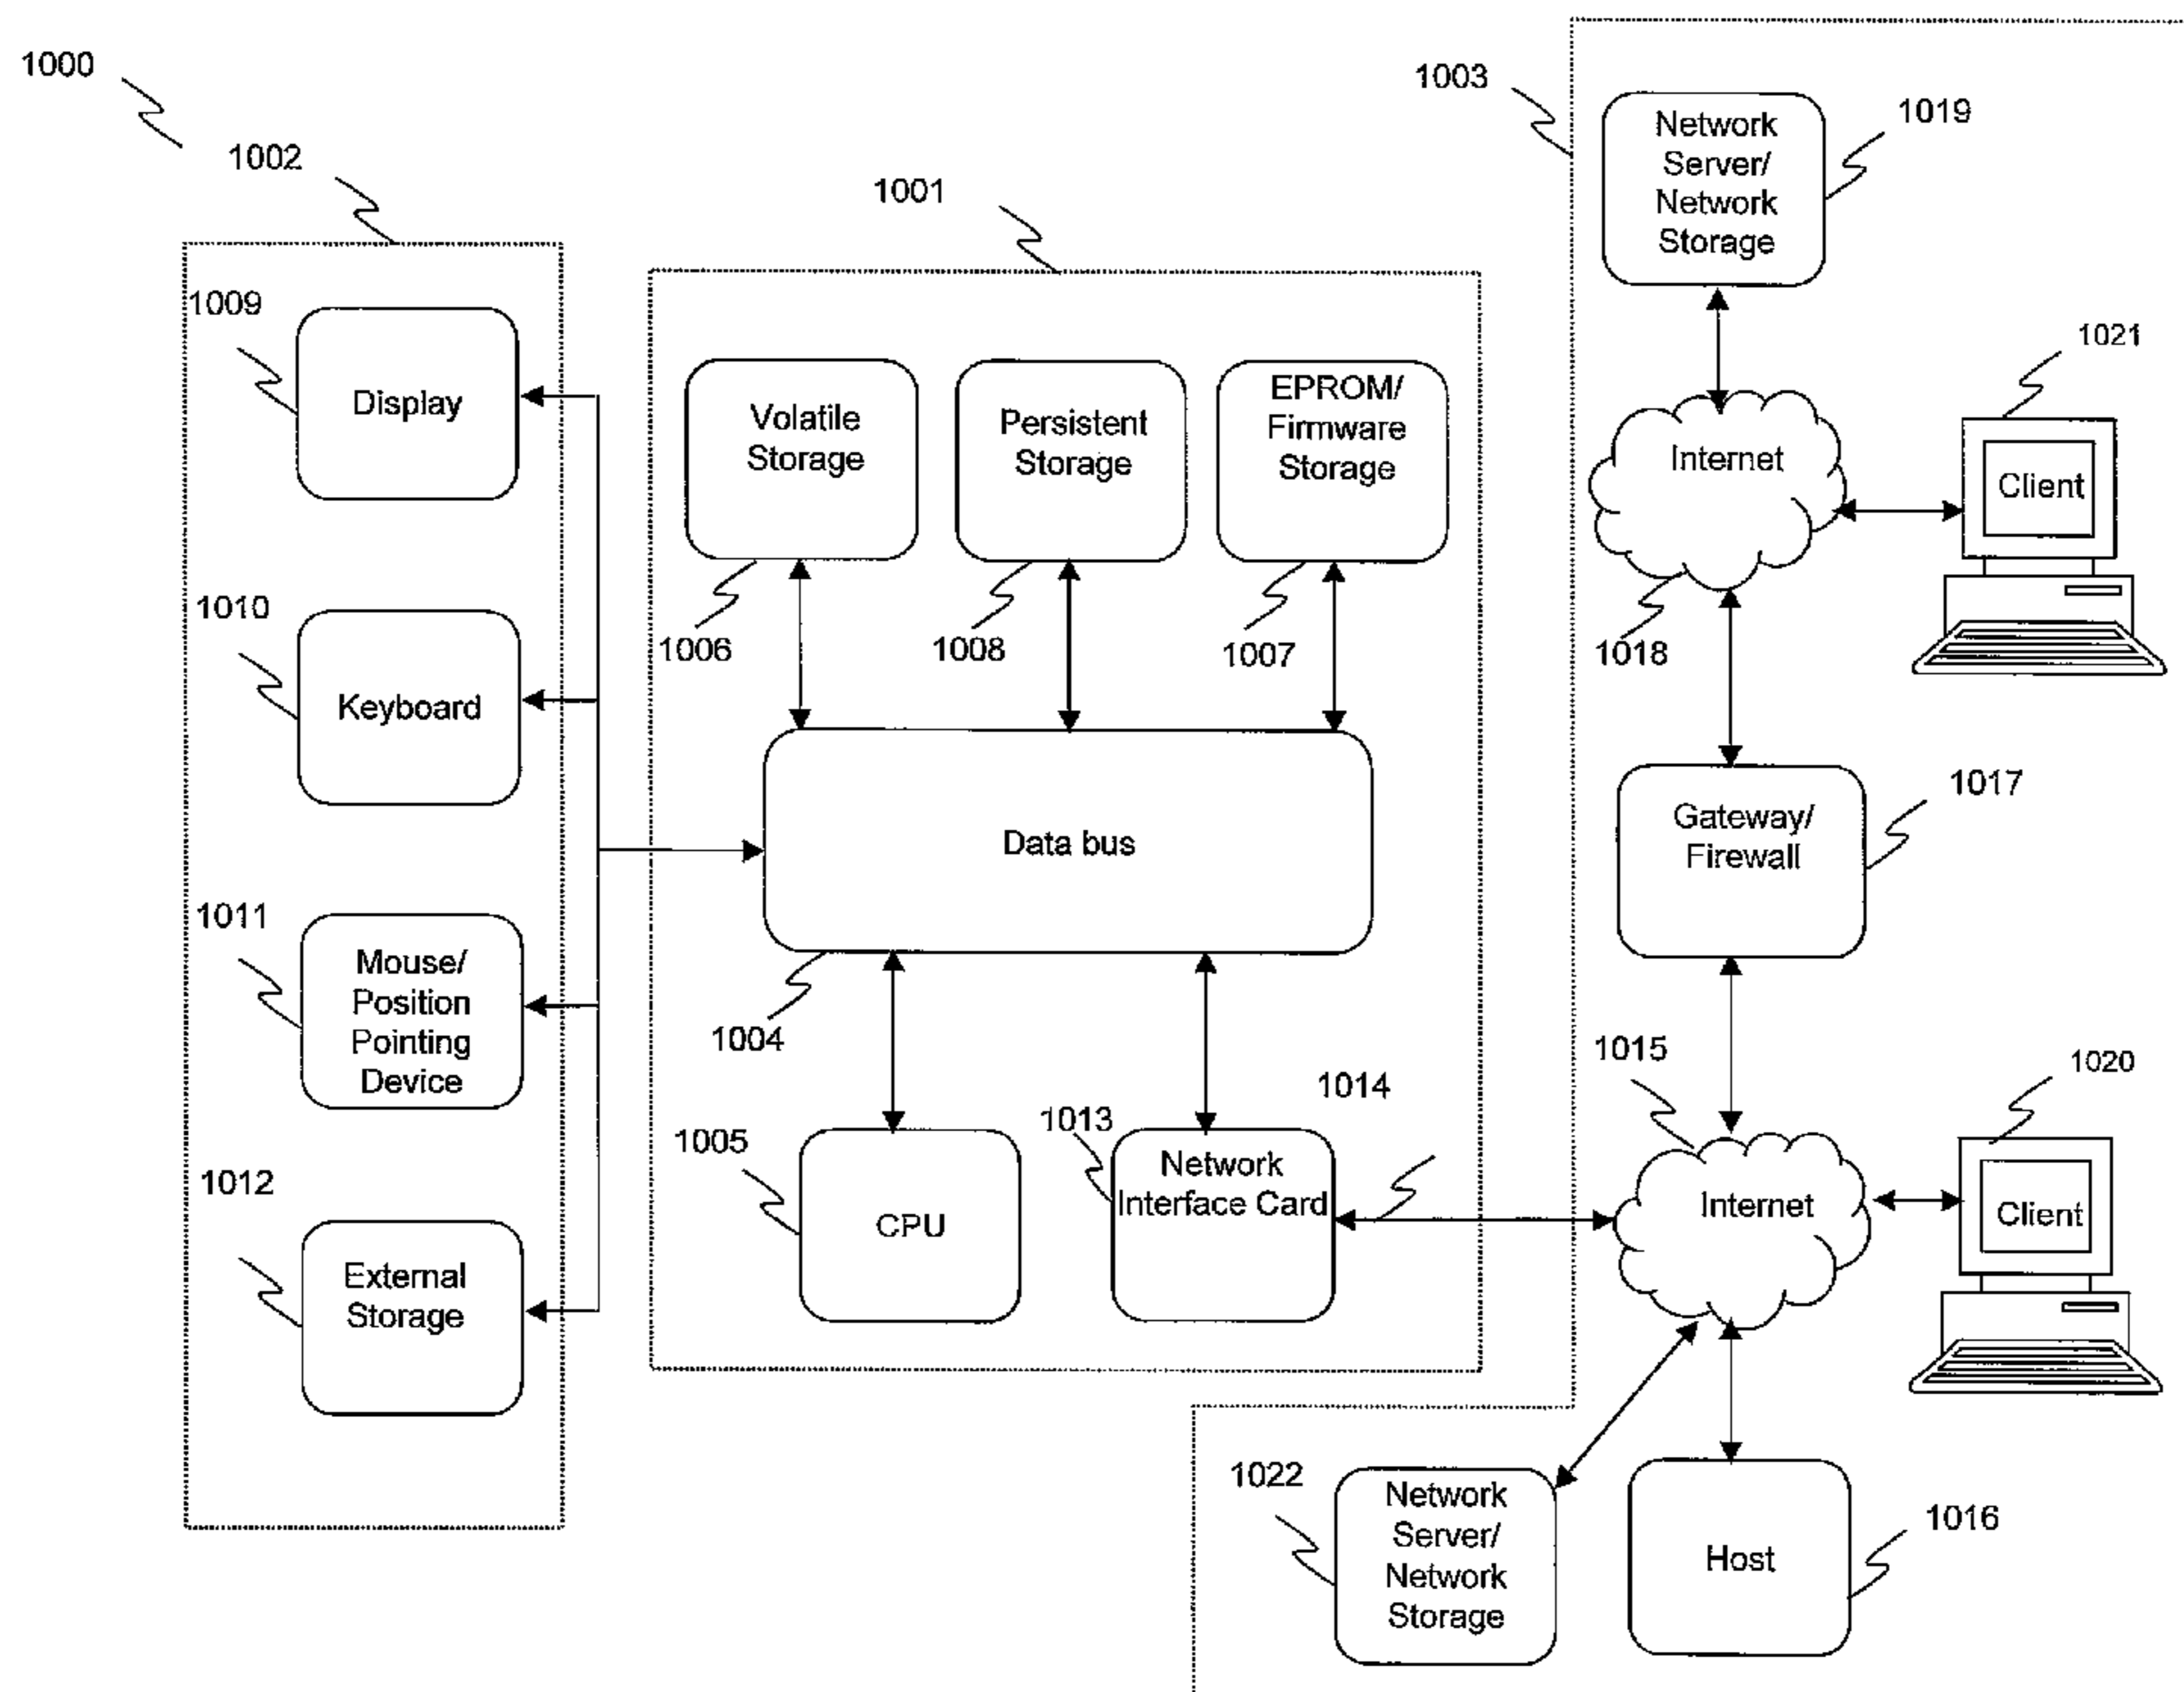 1000
1002
1009
Display
1010
Keyboard
1011
Mouse/
Position
Pointing
Device
1012
External
Storage
1001
Volatile
Storage
1006
Persistent
Storage
1008
EPROM/
Firmware
Storage
1007
Data bus
1004
1005
CPU
1013
Network
Interface Card
1014
1003
Network
Server/
Network
Storage
1019
Internet
1018
1021
Client
Gateway/
Firewall
1017
1015
Internet
1020
Client
1022
Network
Server/
Network
Storage
Host
1016